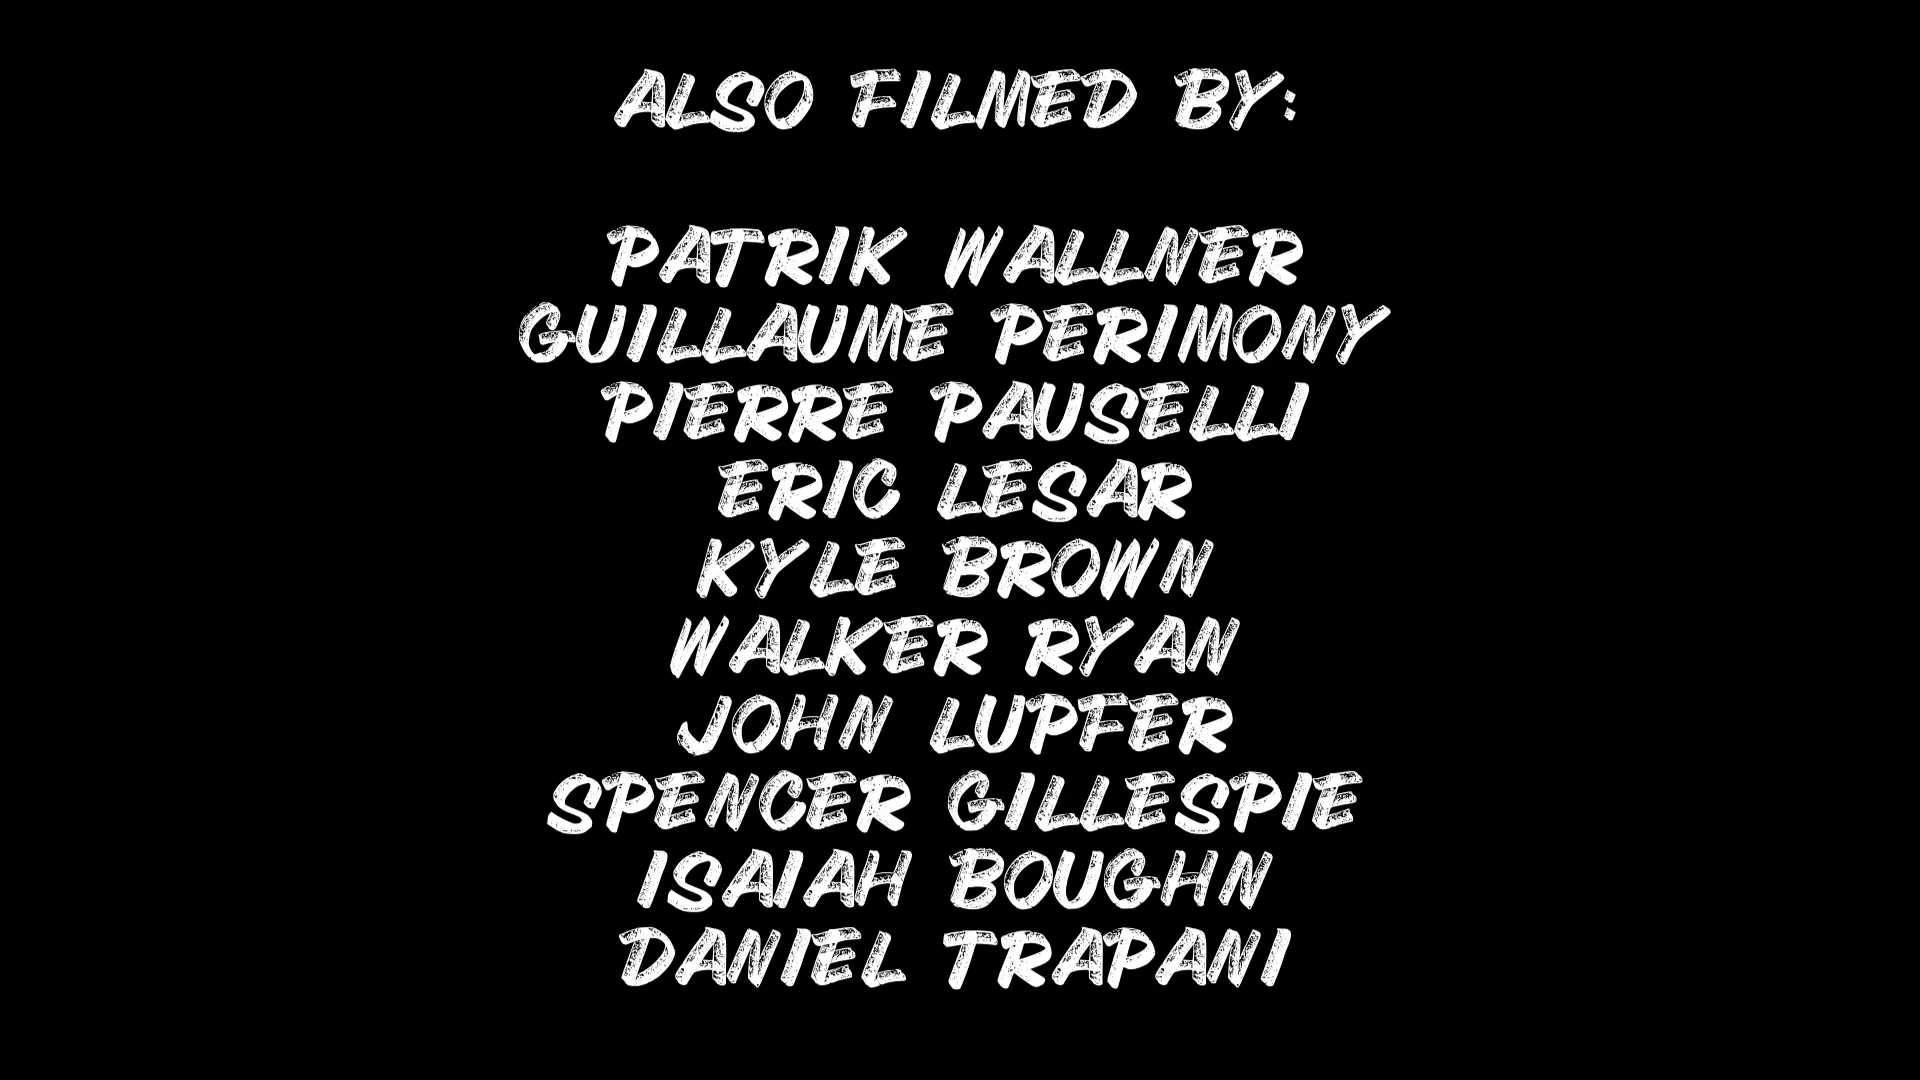 ALSO FILMED BY:
PATRIK WALLNER
GUILLAUME PERIMONY
PIERRE PAUSELLI
ERIC LESAR
KYLE BROWN
WALKER RYAN
JOHN LUPFER
SPENCER GILLESPIE
ISAIAH BOUGHN
DANIEL TRAPANI